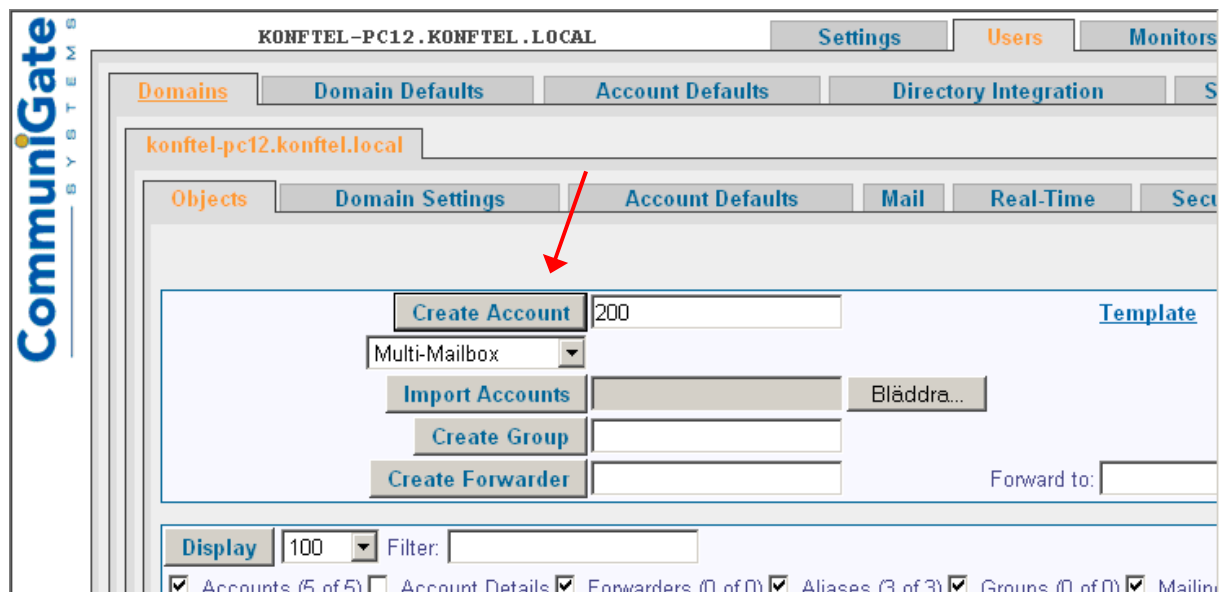 CommuniGate
SYSTEMS
KONFTEL-PC12.KONFTEL.LOCAL Settings Users Monitors
Domains Domain Defaults Account Defaults Directory Integration S
konftel-pc12.konftel.local
Objects Domain Settings Account Defaults Mail Real-Time Secu
Create Account 200 Template
Multi-Mailbox
Import Accounts Bläddra...
Create Group
Create Forwarder Forward to:
Display 100 Filter:
Accounts (5 of 5) Account Details Forwarders (0 of 0) Aliases (3 of 3) Groups (0 of 0) Mailing